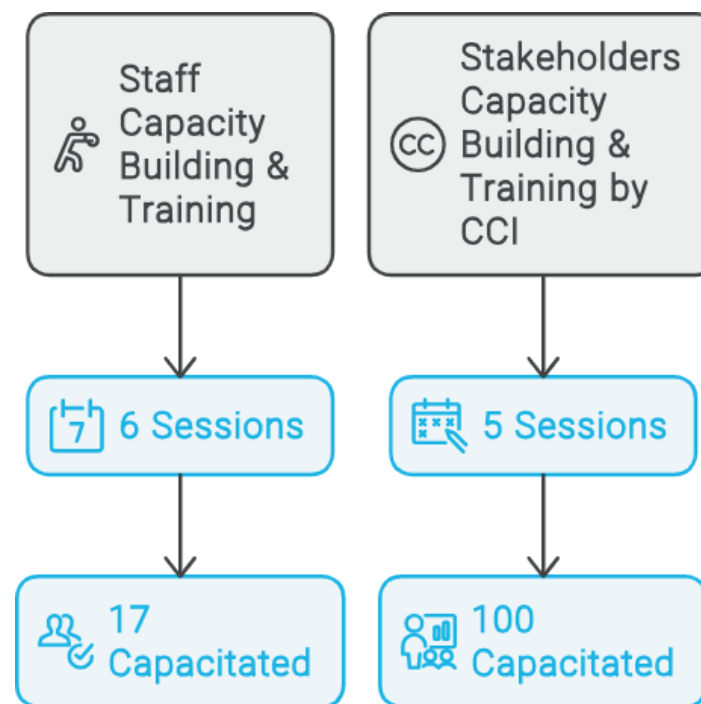 Staff
Capacity
Building &
Training
CC
Stakeholders
Capacity
Building &
Training by
CCI
7
6 Sessions
5 Sessions
17
Capacitated
100
Capacitated